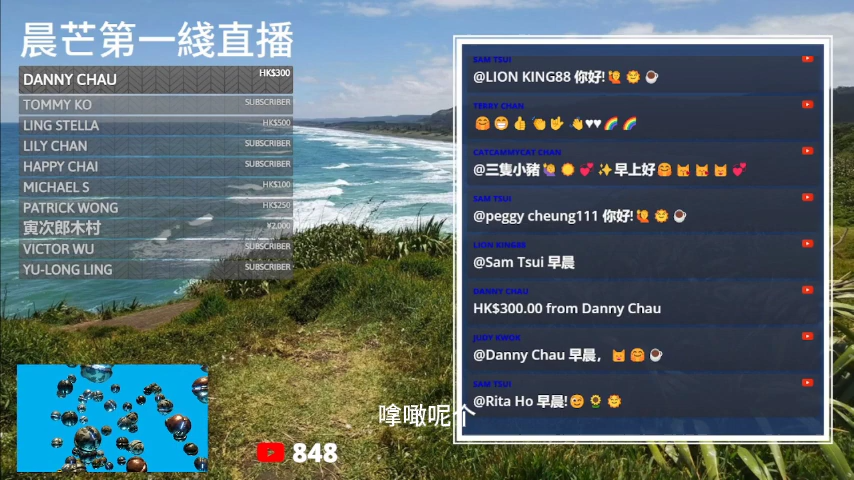 晨芒第一綫直播
DANNY CHAU HK$300
TOMMY KO SUBSCRIBER
LING STELLA HK$500
LILY CHAN SUBSCRIBER
HAPPY CHAI SUBSCRIBER
MICHAEL S HK$100
PATRICK WONG HK$250
寅次郎木村 ¥2,000
VICTOR WU SUBSCRIBER
YU-LONG LING SUBSCRIBER
SAM TSUI
@LION KING88 你好!🙋🌞☕
TERRY CHAN
🤗😁👍👏🤟👋♥♥🌈🌈
CATCAMMYCAT CHAN
@三隻小豬🙋☀💕✨早上好🤗😺😽😺💕
SAM TSUI
@peggy cheung111 你好!🙋🌞☕
LION KING88
@Sam Tsui 早晨
DANNY CHAU
HK$300.00 from Danny Chau
JUDY KWOK
@Danny Chau 早晨，😺🤗☕
SAM TSUI
@Rita Ho 早晨!😊🌻🌞
嗱噉呢个
848